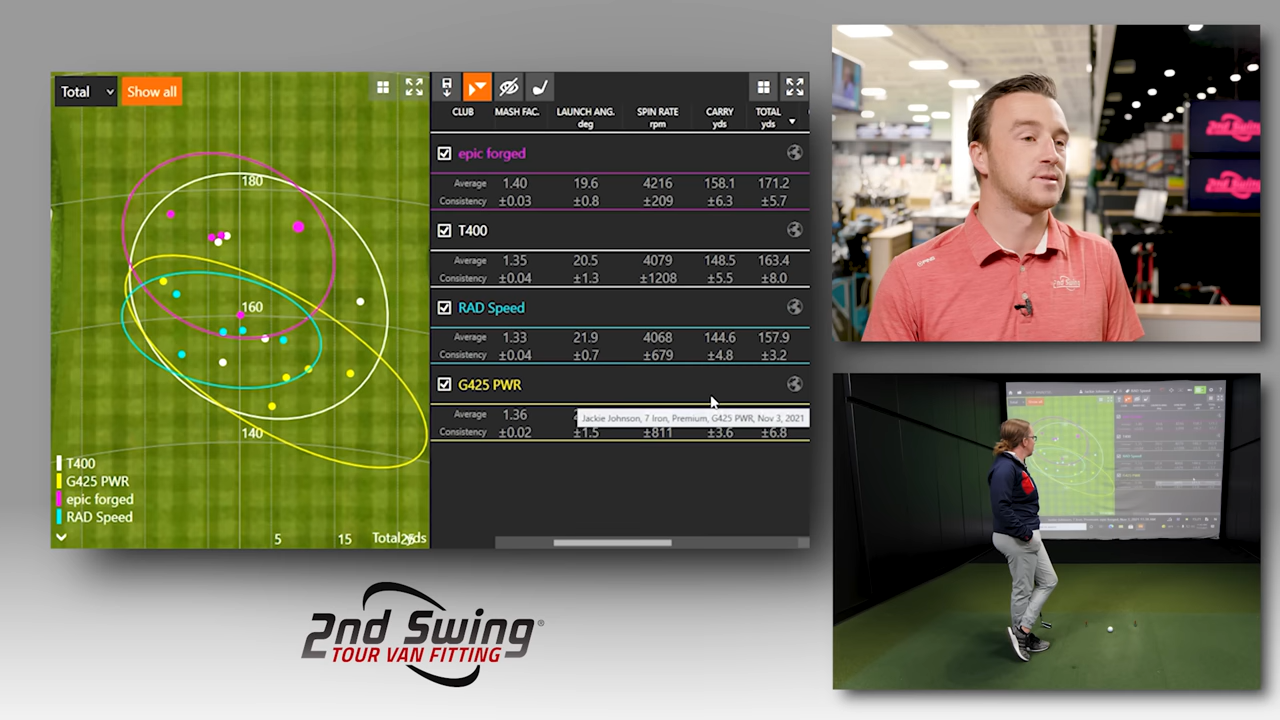 Total
Show all
180
160
140
T400
G425 PWR
epic forged
RAD Speed
5
15
Total yds
CLUB MASH FAC. LAUNCH ANG. SPIN RATE CARRY TOTAL
deg rpm yds yds
epic forged
Average 1.40 19.6 4216 158.1 171.2
Consistency ±0.03 ±0.8 ±209 ±6.3 ±5.7
T400
Average 1.35 20.5 4079 148.5 163.4
Consistency ±0.04 ±1.3 ±1208 ±5.5 ±8.0
RAD Speed
Average 1.33 21.9 4068 144.6 157.9
Consistency ±0.04 ±0.7 ±679 ±4.8 ±3.2
G425 PWR
Average 1.36
Jackie Johnson, 7 Iron, Premium, G425 PWR, Nov 3, 2021
Consistency ±0.02 ±1.5 ±811 ±3.6 ±6.8
2nd Swing®
TOUR VAN FITTING
2nd Swing
2nd Swing
PING
2nd Swing